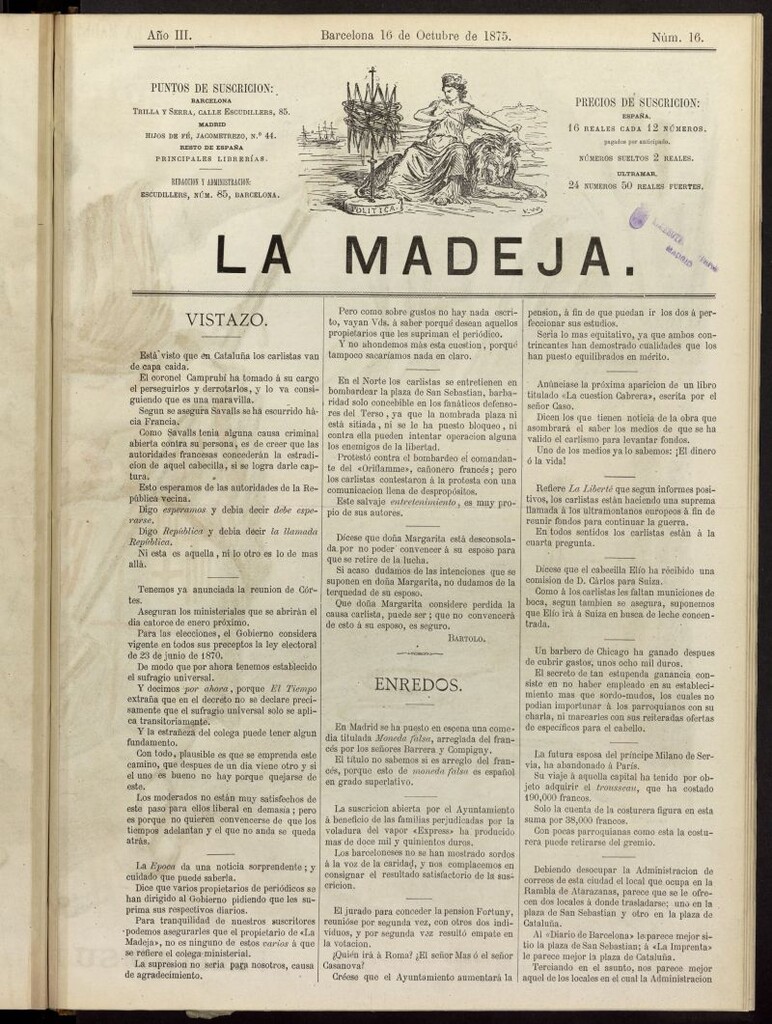 Año III.
Barcelona 16 de Octubre de 1875.
Núm. 16.
PUNTOS DE SUSCRICION:
BARCELONA
TRILLA Y SERRA, CALLE ESCUDILLERS, 85.
MADRID
HIJOS DE FÉ, JACOMETREZO, N.º 44.
RESTO DE ESPAÑA
PRINCIPALES LIBRERÍAS.
REDACCION Y ADMINISTRACION:
ESCUDILLERS, NÚM. 85, BARCELONA.
POLITICA.
PRECIOS DE SUSCRICION:
ESPAÑA.
16 REALES CADA 12 NÚMEROS.
pagados por anticipado.
NÚMEROS SUELTOS 2 REALES.
ULTRAMAR.
24 NUMEROS 50 REALES FUERTES.
MADRID
LA MADEJA.
VISTAZO.
Está visto que en Cataluña los carlistas van
de capa caida.
El coronel Camprubí ha tomado á su cargo
el perseguirlos y derrotarlos, y lo va consi-
guiendo que es una maravilla.
Segun se asegura Savalls se há escurrido há-
cia Francia.
Como Savalls tenia alguna causa criminal
abierta contra su persona, es de creer que las
autoridades francesas concederán la estradi-
cion de aquel cabecilla, si se logra darle cap-
tura.
Esto esperamos de las autoridades de la Re-
pública vecina.
Digo esperamos y debia decir debe espe-
rarse.
Digo República y debia decir la llamada
República.
Ni esta es aquella, ni lo otro es lo de mas
allá.
Tenemos ya anunciada la reunion de Cór-
tes.
Aseguran los ministeriales que se abrirán el
dia catorce de enero próximo.
Para las elecciones, el Gobierno considera
vigente en todos sus preceptos la ley electoral
de 23 de junio de 1870.
De modo que por ahora tenemos establecido
el sufragio universal.
Y decimos por ahora, porque El Tiempo
extraña que en el decreto no se declare preci-
samente que el sufragio universal solo se apli-
ca transitoriamente.
Y la estrañeza del colega puede tener algun
fundamento.
Con todo, plausible es que se emprenda este
camino, que despues de un dia viene otro y si
el uno es bueno no hay porque quejarse de
este.
Los moderados no están muy satisfechos de
este paso para ellos liberal en demasía; pero
es porque no quieren convencerse de que los
tiempos adelantan y el que no anda se queda
atrás.
La Epoca da una noticia sorprendente; y
cuidado que puede saberla.
Dice que varios propietarios de periódicos se
han dirigido al Gobierno pidiendo que les su-
prima sus respectivos diarios.
Para tranquilidad de nuestros suscritores
podemos asegurarles que el propietario de «La
Madeja», no es ninguno de estos varios á que
se refiere el colega ministerial.
La supresion no seria para nosotros, causa
de agradecimiento.
Pero como sobre gustos no hay nada escri-
to, vayan Vds. á saber porqué desean aquellos
propietarios que les supriman el periódico.
Y no ahondemos más esta cuestion, porqué
tampoco sacaríamos nada en claro.
En el Norte los carlistas se entretienen en
bombardear la plaza de San Sebastian, barba-
ridad solo concebible en los fanáticos defenso-
res del Terso, ya que la nombrada plaza ni
está sitiada, ni se le ha puesto bloqueo, ni
contra ella pueden intentar operacion alguna
los enemigos de la libertad.
Protestó contra el bombardeo el comandan-
te del «Oriflamme», cañonero francés; pero
los carlistas contestaron á la protesta con una
comunicacion llena de despropósitos.
Este salvaje entretenimiento, es muy pro-
pio de sus autores.
Dícese que doña Margarita está desconsola-
da por no poder convencer á su esposo para
que se retire de la lucha.
Si acaso dudamos de las intenciones que se
suponen en doña Margarita, no dudamos de la
terquedad de su esposo.
Que doña Margarita considere perdida la
causa carlista, puede ser; que no convencerá
de esto á su esposo, es seguro.
BARTOLO.
ENREDOS.
En Madrid se ha puesto en escena una come-
dia titulada Moneda falsa, arreglada del fran-
cés por los señores Barrera y Compigny.
El título no sabemos si es arreglo del fran-
cés, porque esto de moneda falsa es español
en grado superlativo.
La suscricion abierta por el Ayuntamiento
á beneficio de las familias perjudicadas por la
voladura del vapor «Express» ha producido
mas de doce mil y quinientos duros.
Los barceloneses no se han mostrado sordos
á la voz de la caridad, y nos complacemos en
consignar el resultado satisfactorio de la sus-
cricion.
El jurado para conceder la pension Fortuny,
reunióse por segunda vez, con otros dos indi-
viduos, y por segunda vez resultó empate en
la votacion.
¿Quién irá á Roma? ¿El señor Mas ó el señor
Casanova?
Créese que el Ayuntamiento aumentará la
pension, á fin de que puedan ir los dos á per-
feccionar sus estudios.
Seria lo mas equitativo, ya que ambos con-
trincantes han demostrado cualidades que los
han puesto equilibrados en mérito.
Anúnciase la próxima aparicion de un libro
titulado «La cuestion Cabrera», escrita por el
señor Caso.
Dicen los que tienen noticia de la obra que
asombrará el saber los medios de que se ha
valido el carlismo para levantar fondos.
Uno de los medios ya lo sabemos: ¡El dinero
ó la vida!
Refiere La Liberté que segun informes posi-
tivos, los carlistas están haciendo una suprema
llamada á los ultramontanos europeos á fin de
reunir fondos para continuar la guerra.
En todos sentidos los carlistas están á la
cuarta pregunta.
Dícese que el cabecilla Elío ha recibido una
comision de D. Cárlos para Suiza.
Como á los carlistas les faltan municiones de
boca, segun tambien se asegura, suponemos
que Elío irá á Suiza en busca de leche concen-
trada.
Un barbero de Chicago ha ganado despues
de cubrir gastos, unos ocho mil duros.
El secreto de tan estupenda ganancia con-
siste en no haber empleado en su establecí-
miento mas que sordo-mudos, los cuales no
podian importunar á los parroquianos con su
charla, ni marearles con sus reiteradas ofertas
de específicos para el cabello.
La futura esposa del príncipe Milano de Ser-
via, ha abandonado á París.
Su viaje á aquella capital ha tenido por ob-
jeto adquirir el trousseau, que ha costado
190,000 francos.
Solo la cuenta de la costurera figura en esta
suma por 38,000 francos.
Con pocas parroquianas como esta la costu-
rera puede retirarse del gremio.
Debiendo desocupar la Administracion de
correos de esta ciudad el local que ocupa en la
Rambla de Atarazanas, parece que se le ofre-
cen dos locales á donde trasladarse; uno en la
plaza de San Sebastian y otro en la plaza de
Cataluña.
Al «Diario de Barcelona» le parece mejor si-
tio la plaza de San Sebastian; á «La Imprenta»
le parece mejor la plaza de Cataluña.
Terciando en el asunto, nos parece mejor
aquel de los locales en el cual la Administracion